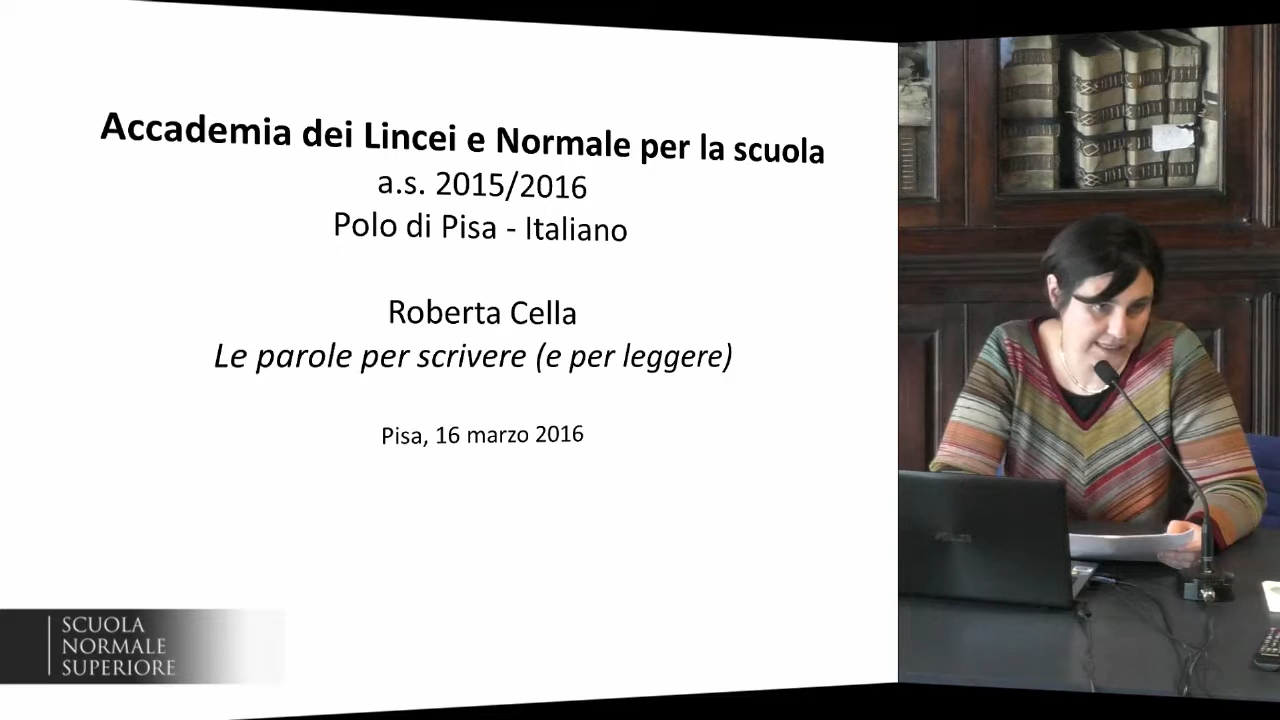 Accademia dei Lincei e Normale per la scuola
a.s. 2015/2016
Polo di Pisa - Italiano
Roberta Cella
Le parole per scrivere (e per leggere)
Pisa, 16 marzo 2016
SCUOLA
NORMALE
SUPERIORE